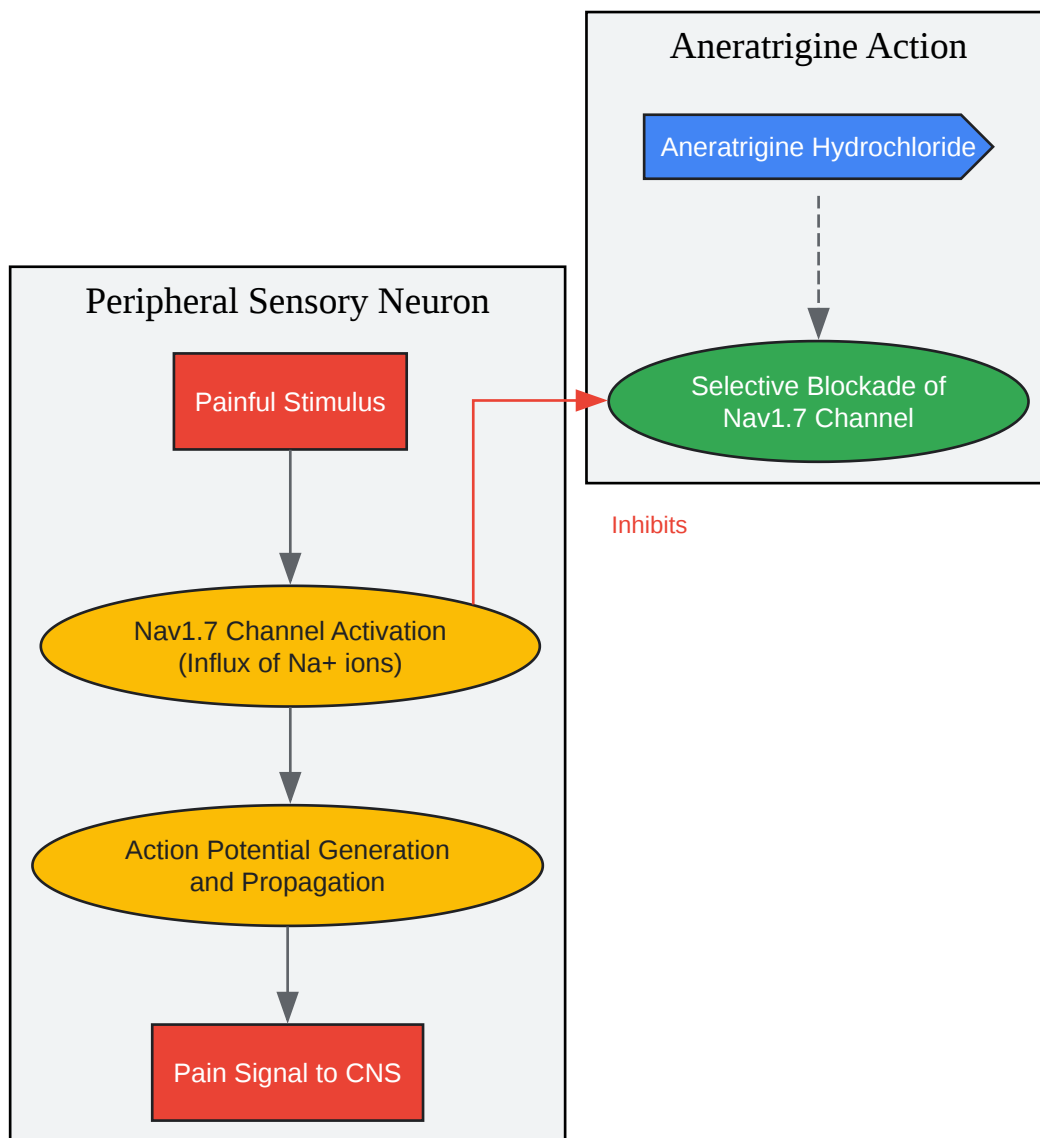 Aneratrigine Action
Aneratrigine Hydrochloride
Selective Blockade of
Nav1.7 Channel
Inhibits
Peripheral Sensory Neuron
Painful Stimulus
Nav1.7 Channel Activation
(Influx of Na+ ions)
Action Potential Generation
and Propagation
Pain Signal to CNS